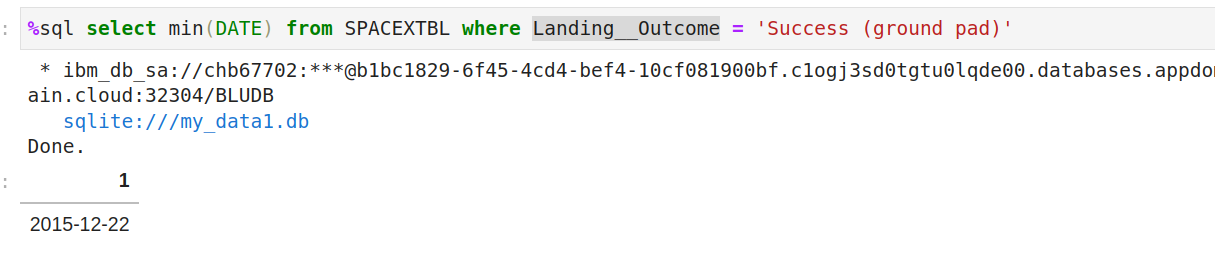 : %sql select min(DATE) from SPACEXTBL where Landing__Outcome = 'Success (ground pad)'
* ibm_db_sa://chb67702:***@b1bc1829-6f45-4cd4-bef4-10cf081900bf.c1ogj3sd0tgtu0lqde00.databases.appdom
ain.cloud:32304/BLUDB
sqlite:///my_data1.db
Done.
: 1
2015-12-22